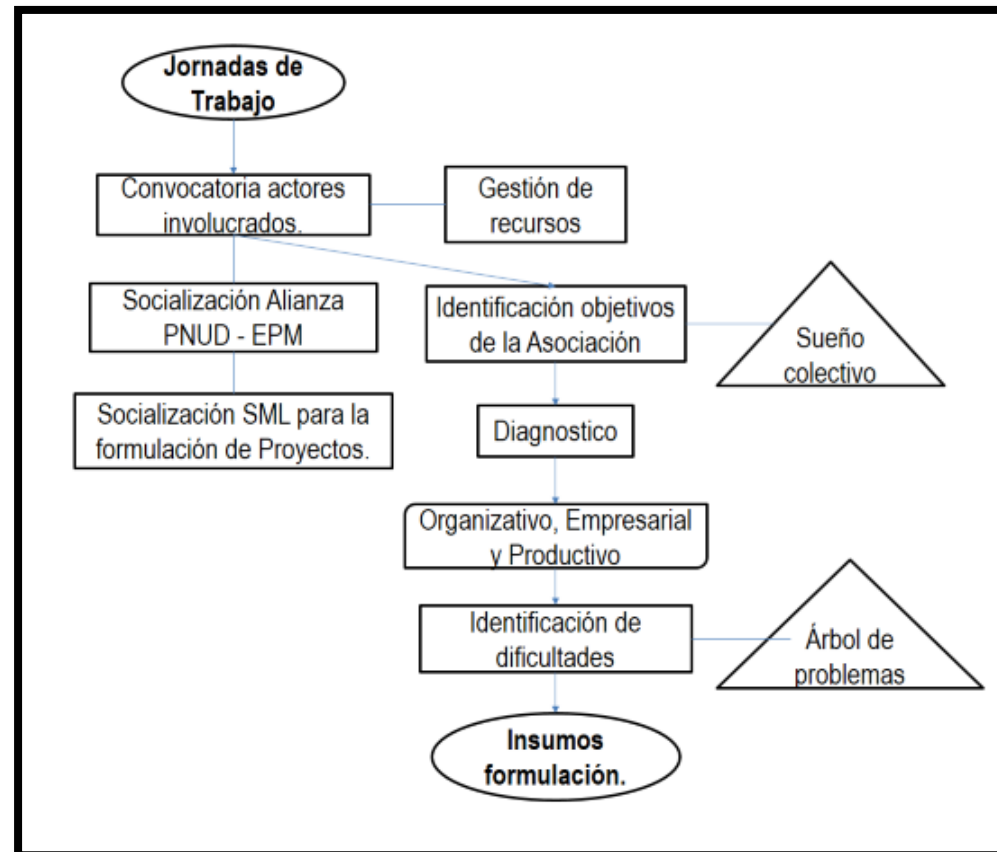 Jornadas de
Trabajo
Convocatoria actores
involucrados.
Gestión de
recursos
Socialización Alianza
PNUD - EPM
Identificación objetivos
de la Asociación
Sueño
colectivo
Socialización SML para la
formulación de Proyectos.
Diagnostico
Organizativo, Empresarial
y Productivo
Identificación de
dificultades
Árbol de
problemas
Insumos
formulación.